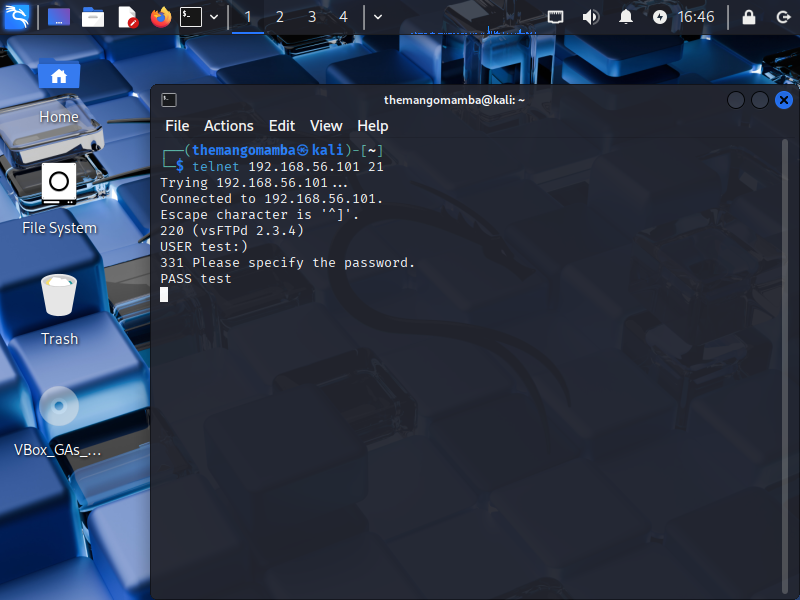 1 2 3 4 16:46
Home
File System
Trash
VBox_GAs_...
themangomamba@kali: ~
File Actions Edit View Help
┌──(themangomamba㉿kali)-[~]
└─$ telnet 192.168.56.101 21
Trying 192.168.56.101...
Connected to 192.168.56.101.
Escape character is '^]'.
220 (vsFTPd 2.3.4)
USER test:)
331 Please specify the password.
PASS test